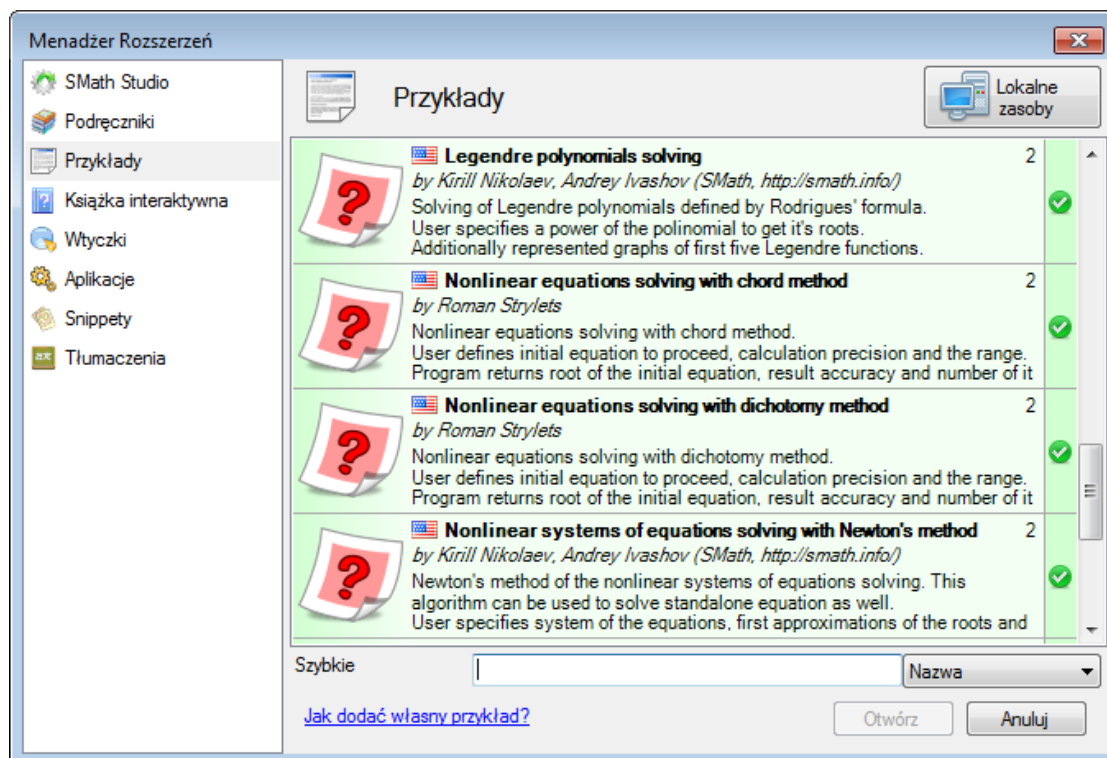 Menadżer Rozszerzeń
SMath Studio
Podręczniki
Przykłady
Książka interaktywna
Wtyczki
Aplikacje
Snippety
Tłumaczenia
Przykłady
Lokalne
zasoby
Legendre polynomials solving 2
by Kirill Nikolaev, Andrey Ivashov (SMath, http://smath.info/)
Solving of Legendre polynomials defined by Rodrigues' formula.
User specifies a power of the polinomial to get it's roots.
Additionally represented graphs of first five Legendre functions.
Nonlinear equations solving with chord method 2
by Roman Strylets
Nonlinear equations solving with chord method.
User defines initial equation to proceed, calculation precision and the range.
Program returns root of the initial equation, result accuracy and number of it
Nonlinear equations solving with dichotomy method 2
by Roman Strylets
Nonlinear equations solving with dichotomy method.
User defines initial equation to proceed, calculation precision and the range.
Program returns root of the initial equation, result accuracy and number of it
Nonlinear systems of equations solving with Newton's method 2
by Kirill Nikolaev, Andrey Ivashov (SMath, http://smath.info/)
Newton's method of the nonlinear systems of equations solving. This
algorithm can be used to solve standalone equation as well.
User specifies system of the equations, first approximations of the roots and
Szybkie
Nazwa
Jak dodać własny przykład?
Otwórz
Anuluj